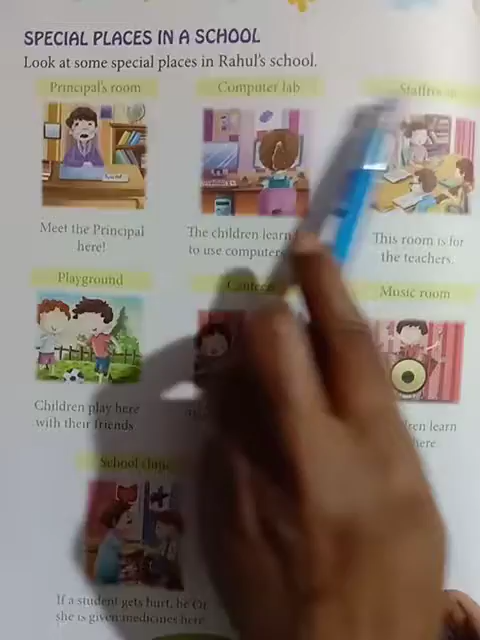 SPECIAL PLACES IN A SCHOOL
Look at some special places in Rahul's school.
Principal's room
Computer lab
Meet the Principal
here!
The children learn
to use computers
This room is for
the teachers.
Playground
Music room
Children play here
with their friends
learn
here
School
If a student gets hurt, he or
she is given medicines here